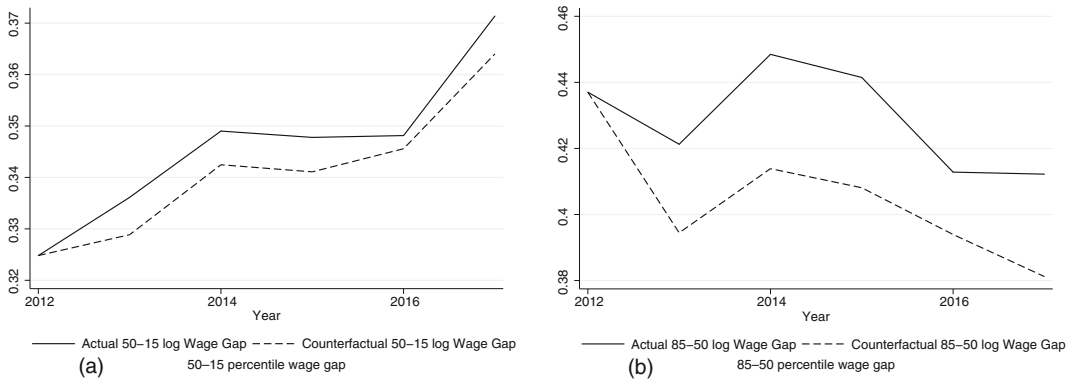 0.37
0.36
0.35
0.34
0.33
0.32
2012
2014
2016
Year
Actual 50–15 log Wage Gap
Counterfactual 50–15 log Wage Gap
(a)
50–15 percentile wage gap
0.46
0.44
0.42
0.4
0.38
2012
2014
2016
Year
Actual 85–50 log Wage Gap
Counterfactual 85–50 log Wage Gap
(b)
85–50 percentile wage gap